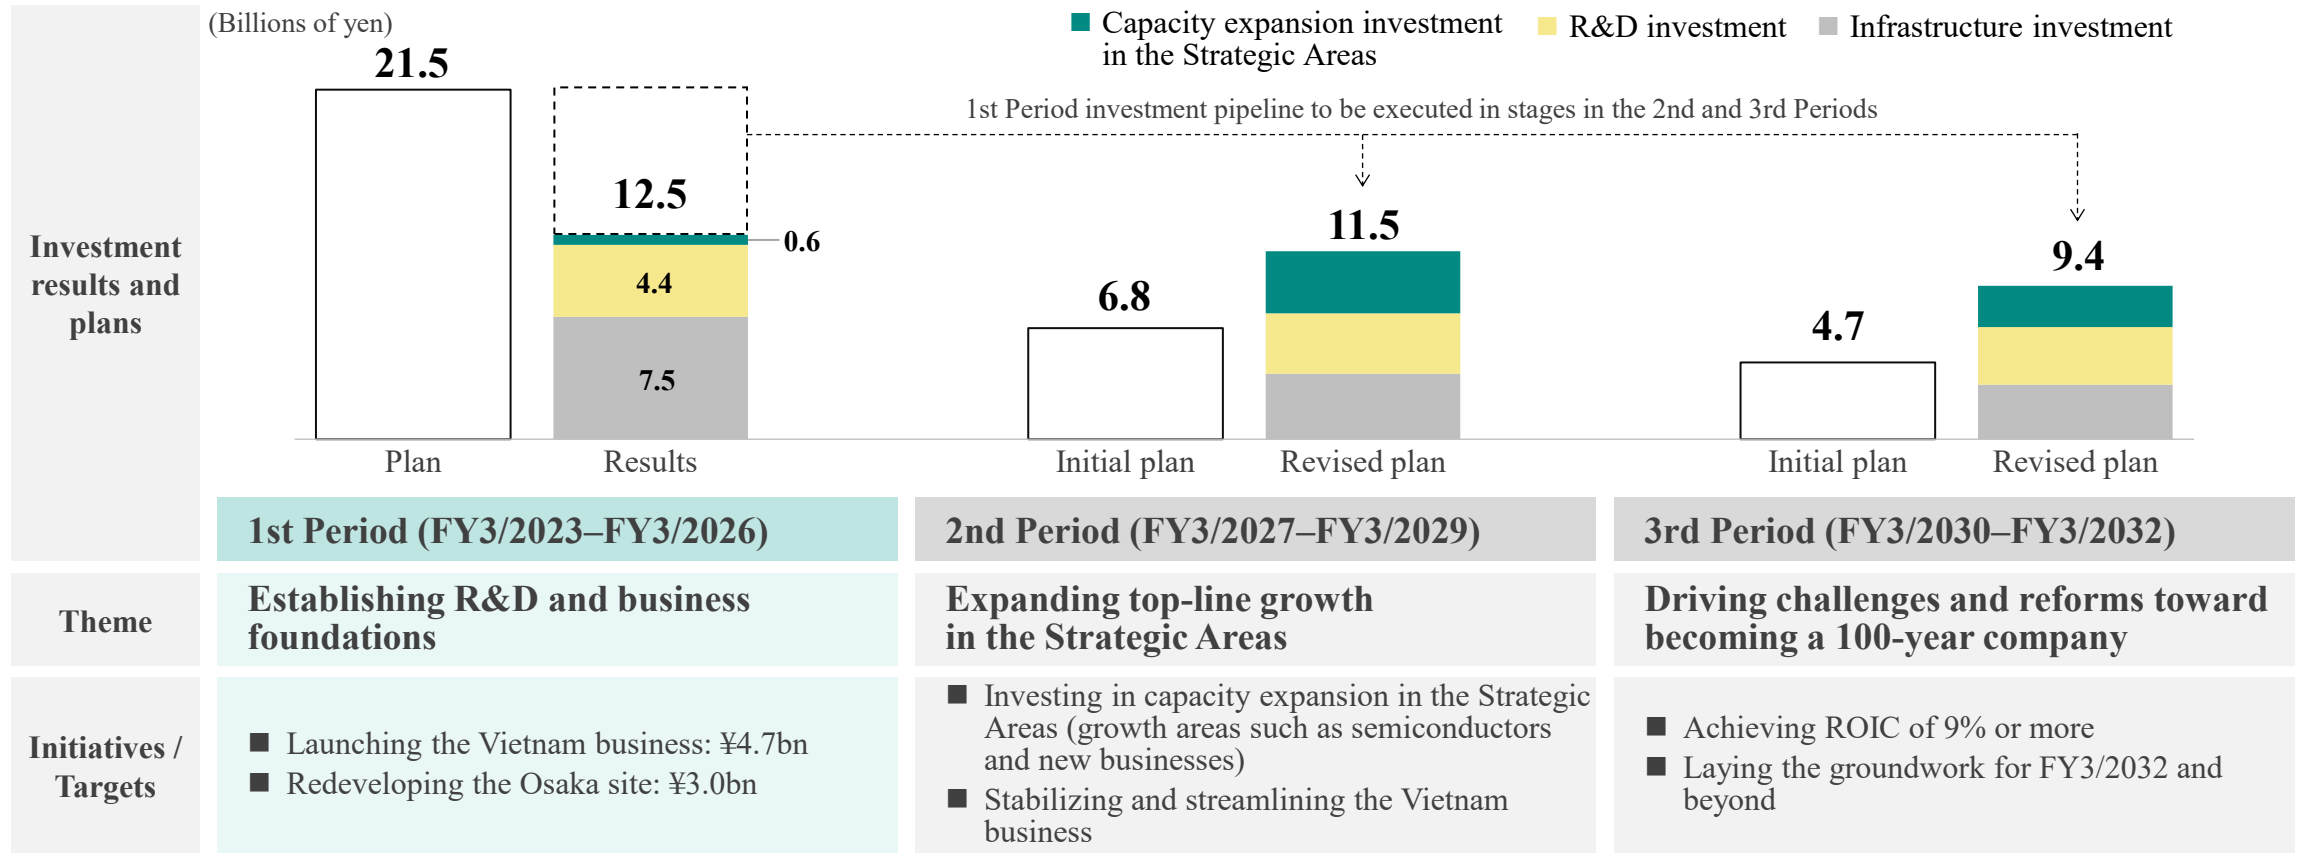 (Billions of yen)
Capacity expansion investment
in the Strategic Areas
R&D investment
Infrastructure investment
1st Period investment pipeline to be executed in stages in the 2nd and 3rd Periods
21.5
12.5
0.6
4.4
7.5
6.8
11.5
4.7
9.4
Plan
Results
Initial plan
Revised plan
Initial plan
Revised plan
Investment
results and
plans
1st Period (FY3/2023–FY3/2026)
2nd Period (FY3/2027–FY3/2029)
3rd Period (FY3/2030–FY3/2032)
Theme
Establishing R&D and business
foundations
Expanding top-line growth
in the Strategic Areas
Driving challenges and reforms toward
becoming a 100-year company
Initiatives /
Targets
■ Launching the Vietnam business: ¥4.7bn
■ Redeveloping the Osaka site: ¥3.0bn
■ Investing in capacity expansion in the Strategic
Areas (growth areas such as semiconductors
and new businesses)
■ Stabilizing and streamlining the Vietnam
business
■ Achieving ROIC of 9% or more
■ Laying the groundwork for FY3/2032 and
beyond